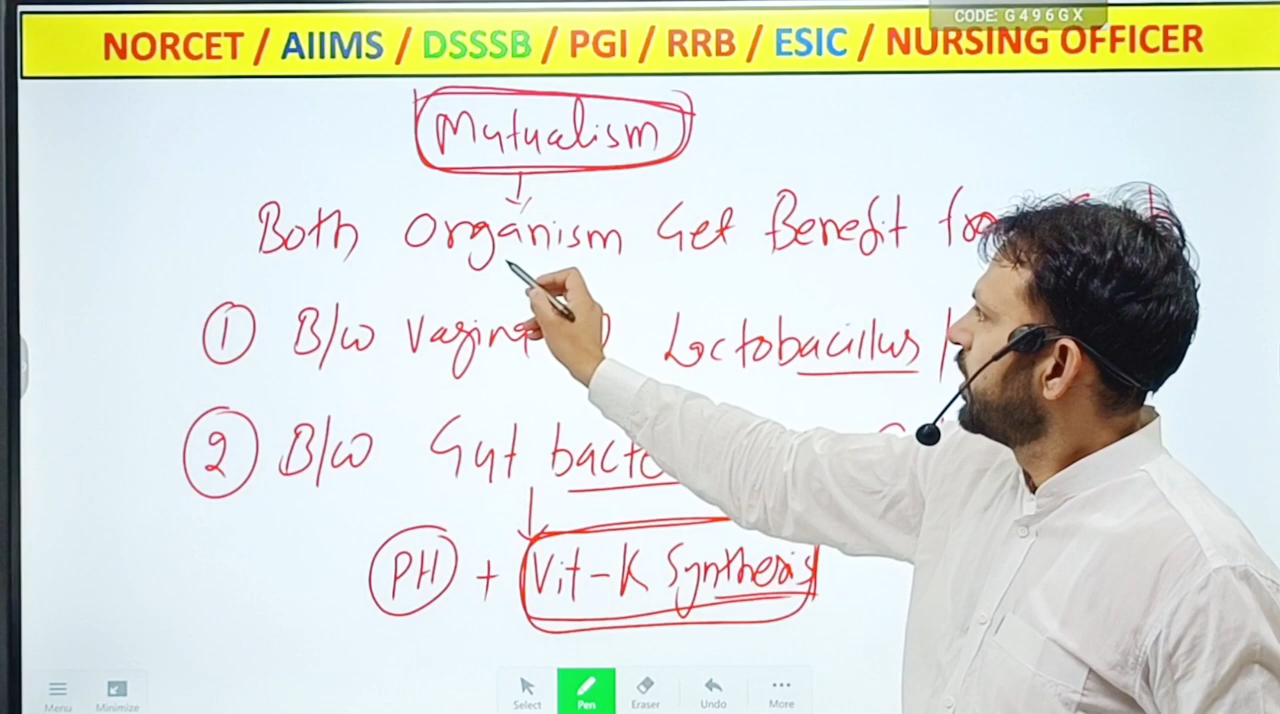 CODE: G496GX
NORCET / AIIMS / DSSSB / PGI / RRB / ESIC / NURSING OFFICER
Mutualism
Both Organism Get Benefit
① B/w Lactobacillus
② B/w Gut
PH + Vit-K Synthesis
Menu Minimize Select Pen Eraser Undo More